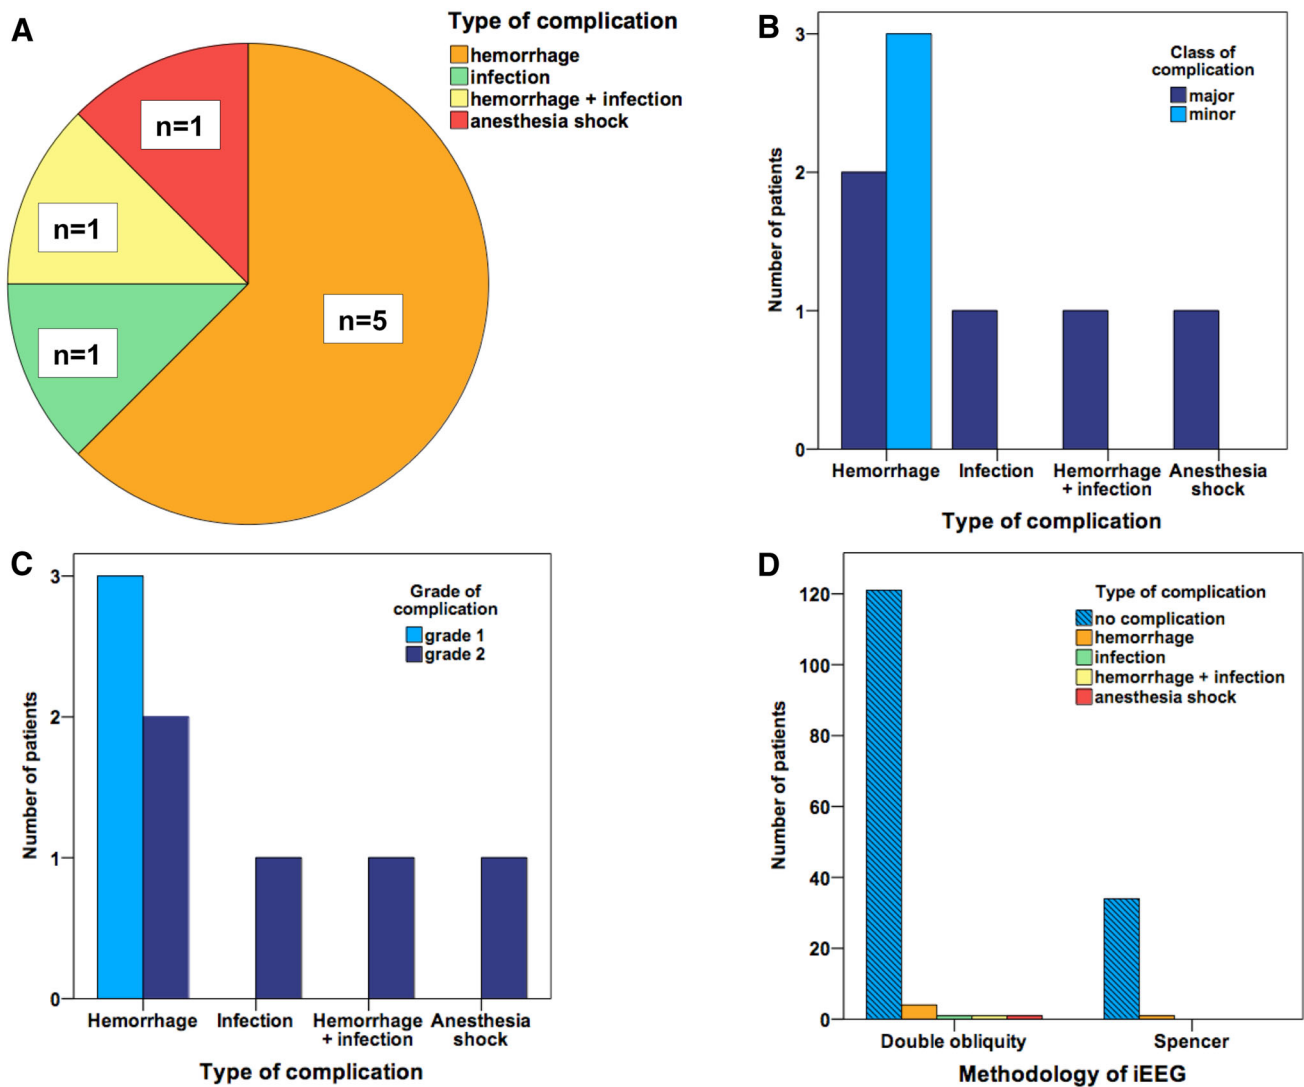 A
Type of complication
hemorrhage
infection
hemorrhage + infection
anesthesia shock
n=1
n=1
n=5
n=1
B
Class of
complication
major
minor
Number of patients
3
2
1
0
Hemorrhage
Infection
Hemorrhage
+ infection
Anesthesia
shock
Type of complication
C
Grade of
complication
grade 1
grade 2
Number of patients
3
2
1
0
Hemorrhage
Infection
Hemorrhage
+ infection
Anesthesia
shock
Type of complication
D
Type of complication
no complication
hemorrhage
infection
hemorrhage + infection
anesthesia shock
Number of patients
120
100
80
60
40
20
0
Double obliquity
Spencer
Methodology of iEEG